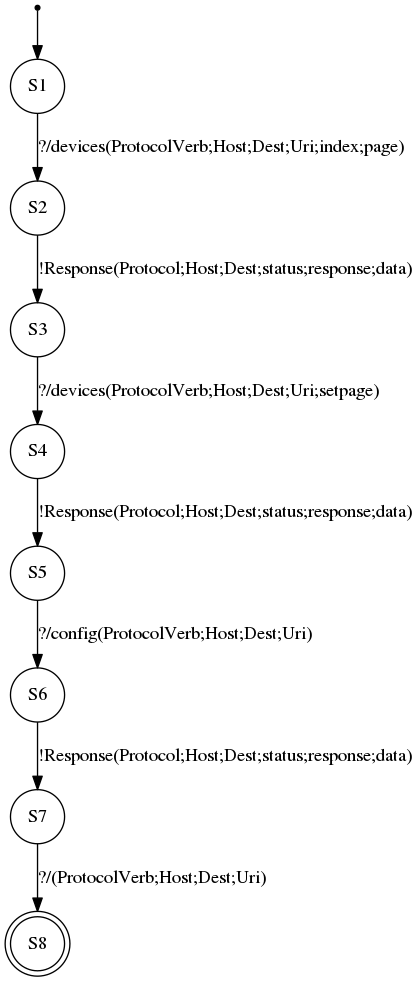 S1
?/devices(ProtocolVerb;Host;Dest;Uri;index;page)
S2
!Response(Protocol;Host;Dest;status;response;data)
S3
?/devices(ProtocolVerb;Host;Dest;Uri;setpage)
S4
!Response(Protocol;Host;Dest;status;response;data)
S5
?/config(ProtocolVerb;Host;Dest;Uri)
S6
!Response(Protocol;Host;Dest;status;response;data)
S7
?/(ProtocolVerb;Host;Dest;Uri)
S8